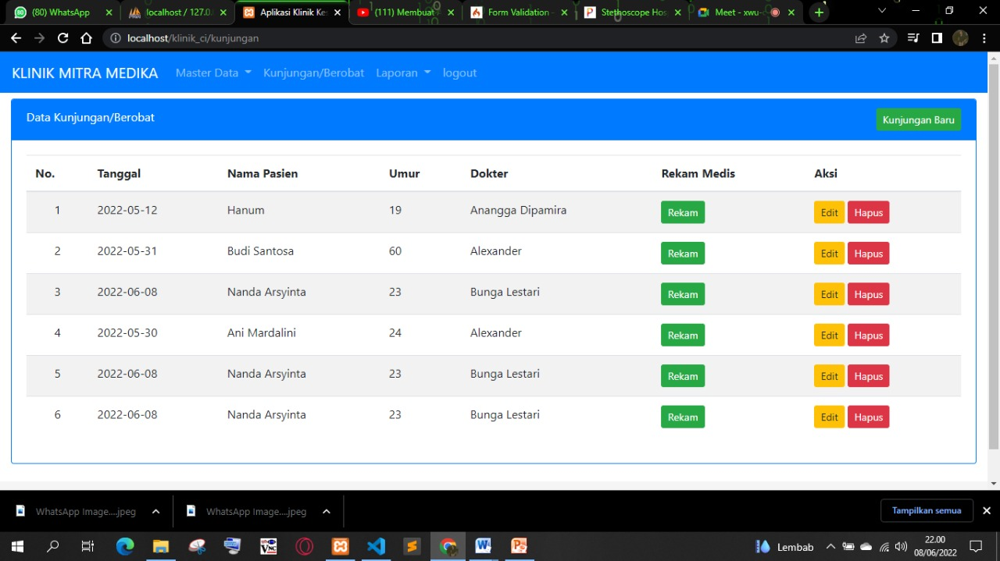 (80) WhatsApp localhost / 127.0. Aplikasi Klinik Kes (111) Membuat Form Validation - Stethoscope Hos Meet - xwu-
localhost/klinik_ci/kunjungan
KLINIK MITRA MEDIKA Master Data Kunjungan/Berobat Laporan logout
Data Kunjungan/Berobat Kunjungan Baru
No. Tanggal Nama Pasien Umur Dokter Rekam Medis Aksi
1 2022-05-12 Hanum 19 Anangga Dipamira Rekam Edit Hapus
2 2022-05-31 Budi Santosa 60 Alexander Rekam Edit Hapus
3 2022-06-08 Nanda Arsyinta 23 Bunga Lestari Rekam Edit Hapus
4 2022-05-30 Ani Mardalini 24 Alexander Rekam Edit Hapus
5 2022-06-08 Nanda Arsyinta 23 Bunga Lestari Rekam Edit Hapus
6 2022-06-08 Nanda Arsyinta 23 Bunga Lestari Rekam Edit Hapus
WhatsApp Image....jpeg WhatsApp Image....jpeg Tampilkan semua
Lembab 22.00
08/06/2022